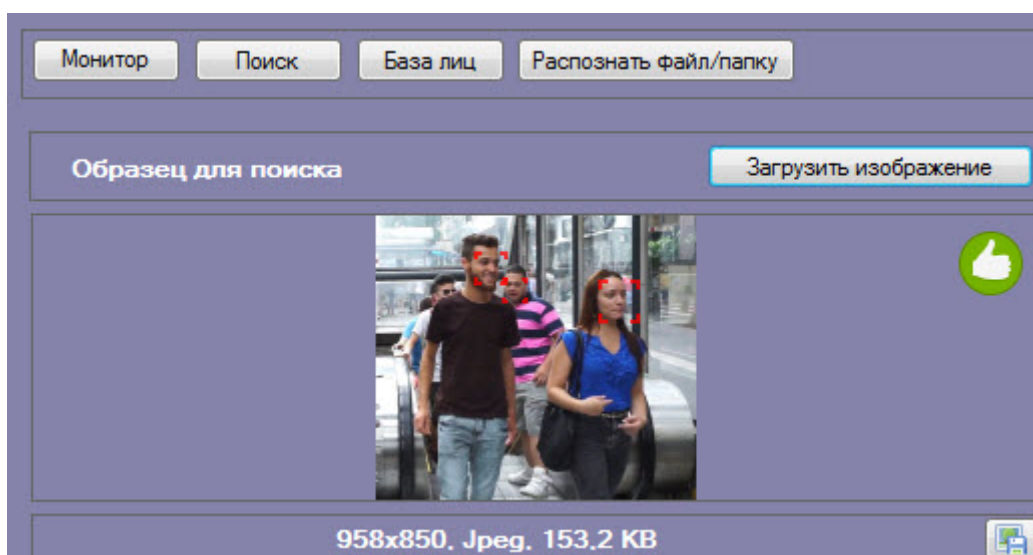 Монитор Поиск База лиц Распознать файл/папку
Образец для поиска Загрузить изображение
958x850, Jpeg, 153,2 KB